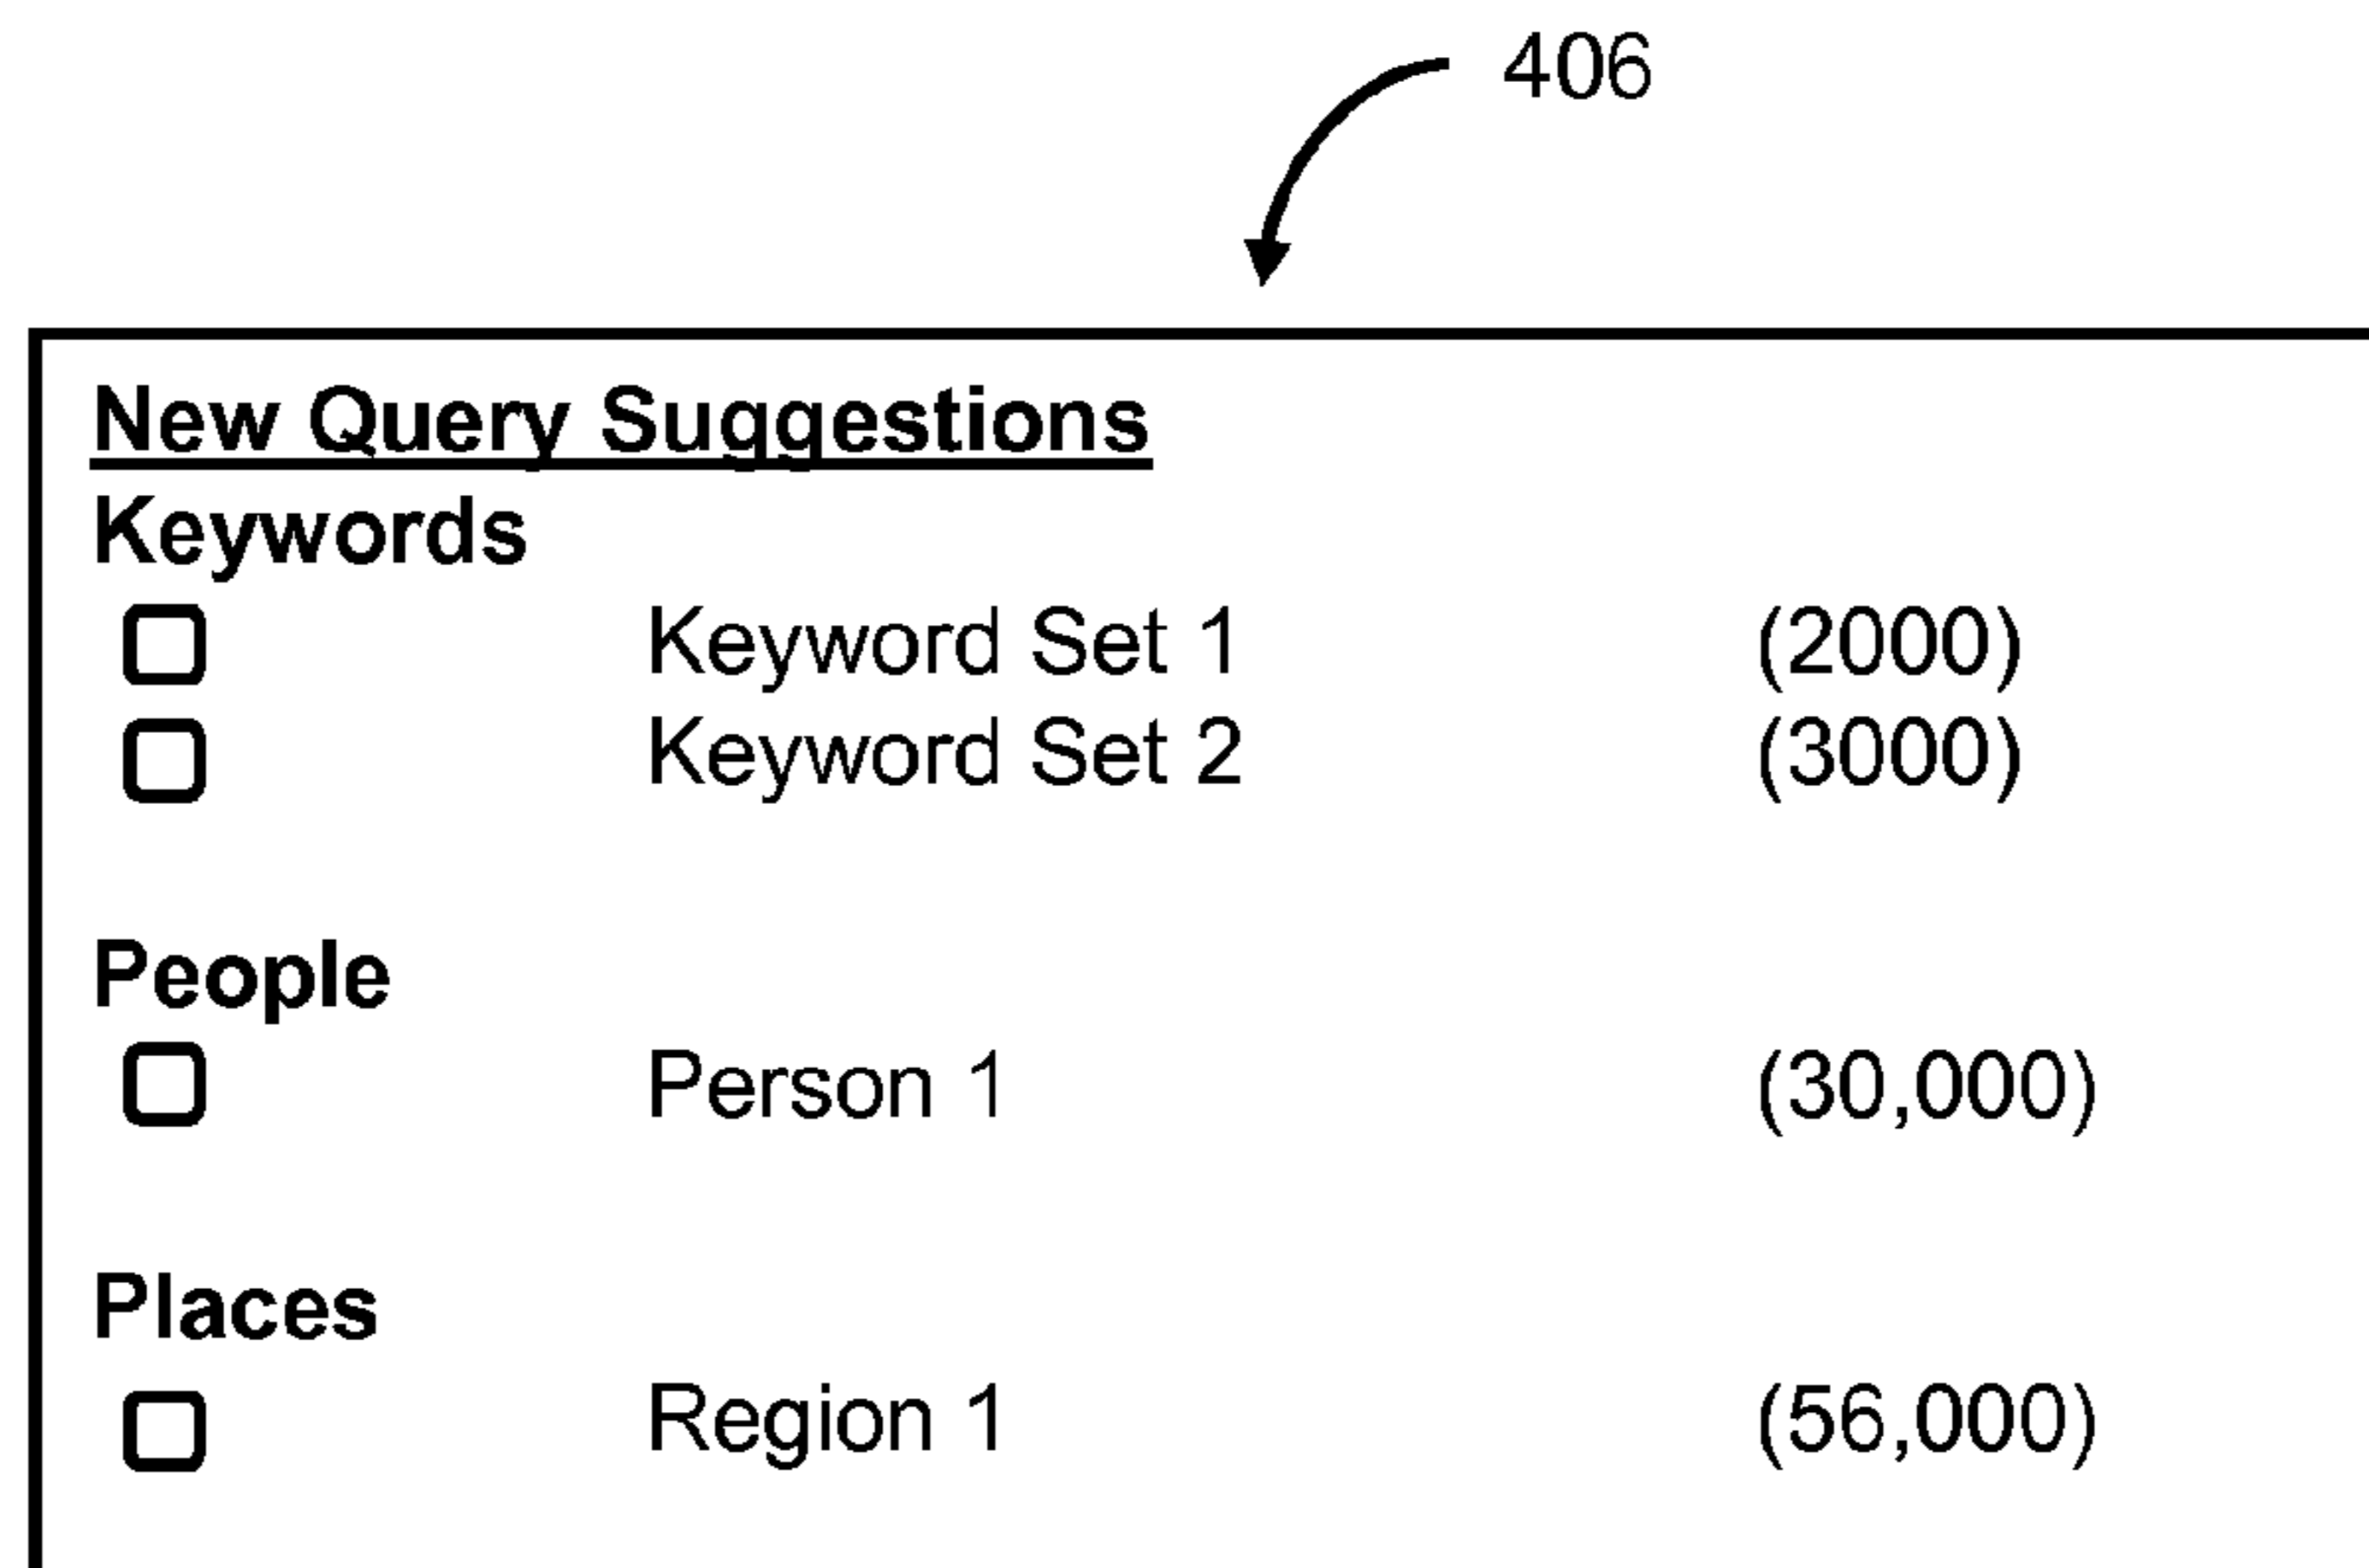 406
New Query Suggestions
Keywords
Keyword Set 1 (2000)
Keyword Set 2 (3000)
People
Person 1 (30,000)
Places
Region 1 (56,000)